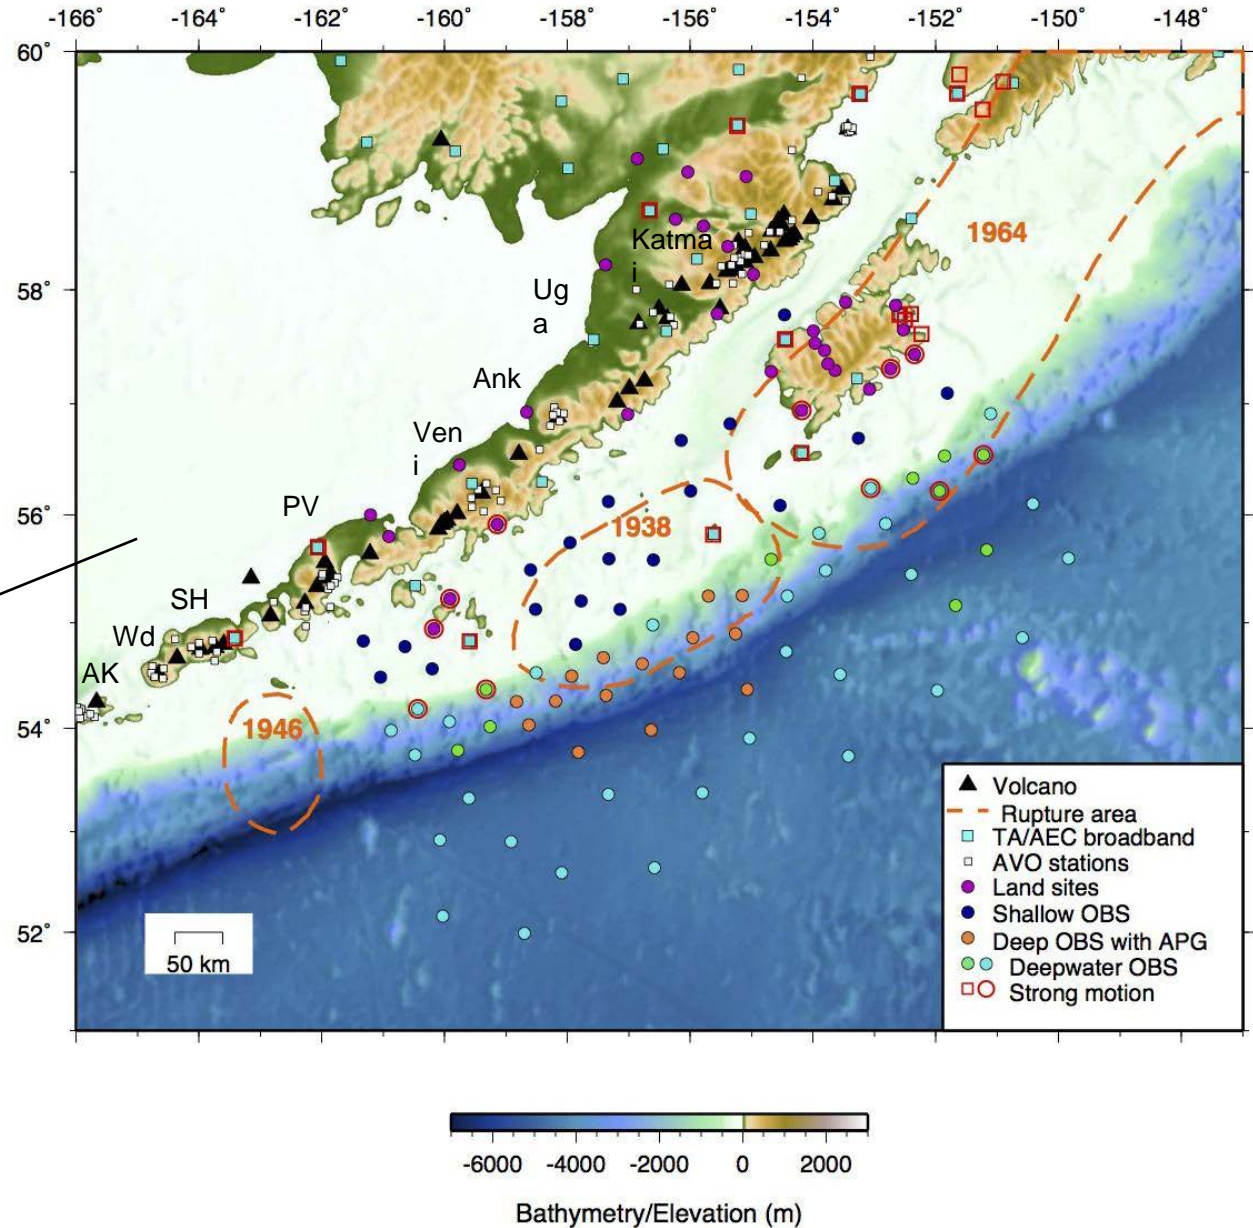 -166° -164° -162° -160° -158° -156° -154° -152° -150° -148°
60°
1964
Katma
i
58°
Ug
a
Ank
Ven
i
PV
56°
1938
SH
Wd
AK
54°
1946
52°
50 km
Volcano
Rupture area
TA/AEC broadband
AVO stations
Land sites
Shallow OBS
Deep OBS with APG
Deepwater OBS
Strong motion
-6000 -4000 -2000 0 2000
Bathymetry/Elevation (m)